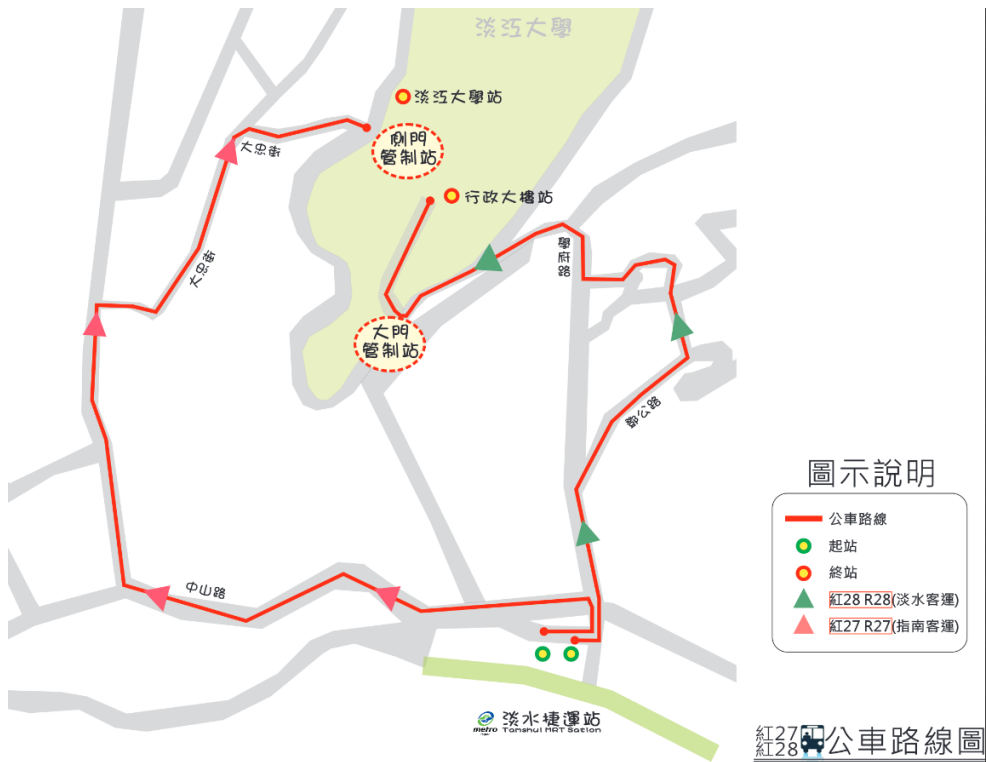 淡江大學
淡江大學站
側門
管制站
大忠街
行政大樓站
學府路
大忠街
大門
管制站
鄧公路
中山路
metro
淡水捷運站
Tamshui MRT Sation
圖示說明
公車路線
起站
終站
紅28 R28(淡水客運)
紅27 R27(指南客運)
紅27
紅28
公車路線圖